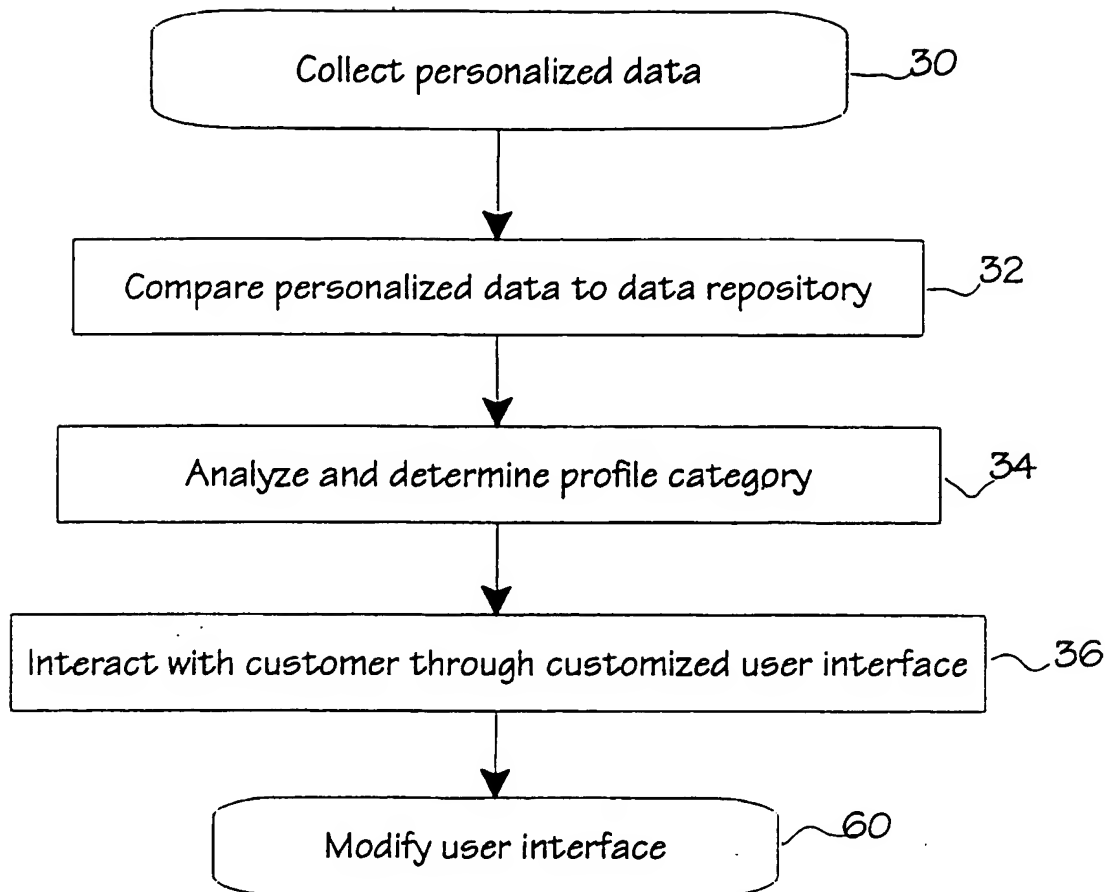 Collect personalized data 30
Compare personalized data to data repository 32
Analyze and determine profile category 34
Interact with customer through customized user interface 36
Modify user interface 60